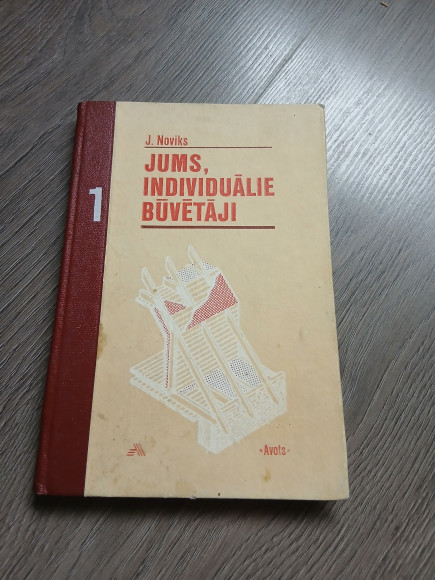 1
J. Noviks
JUMS,
INDIVIDUĀLIE
BŪVĒTĀJI
«Avots»